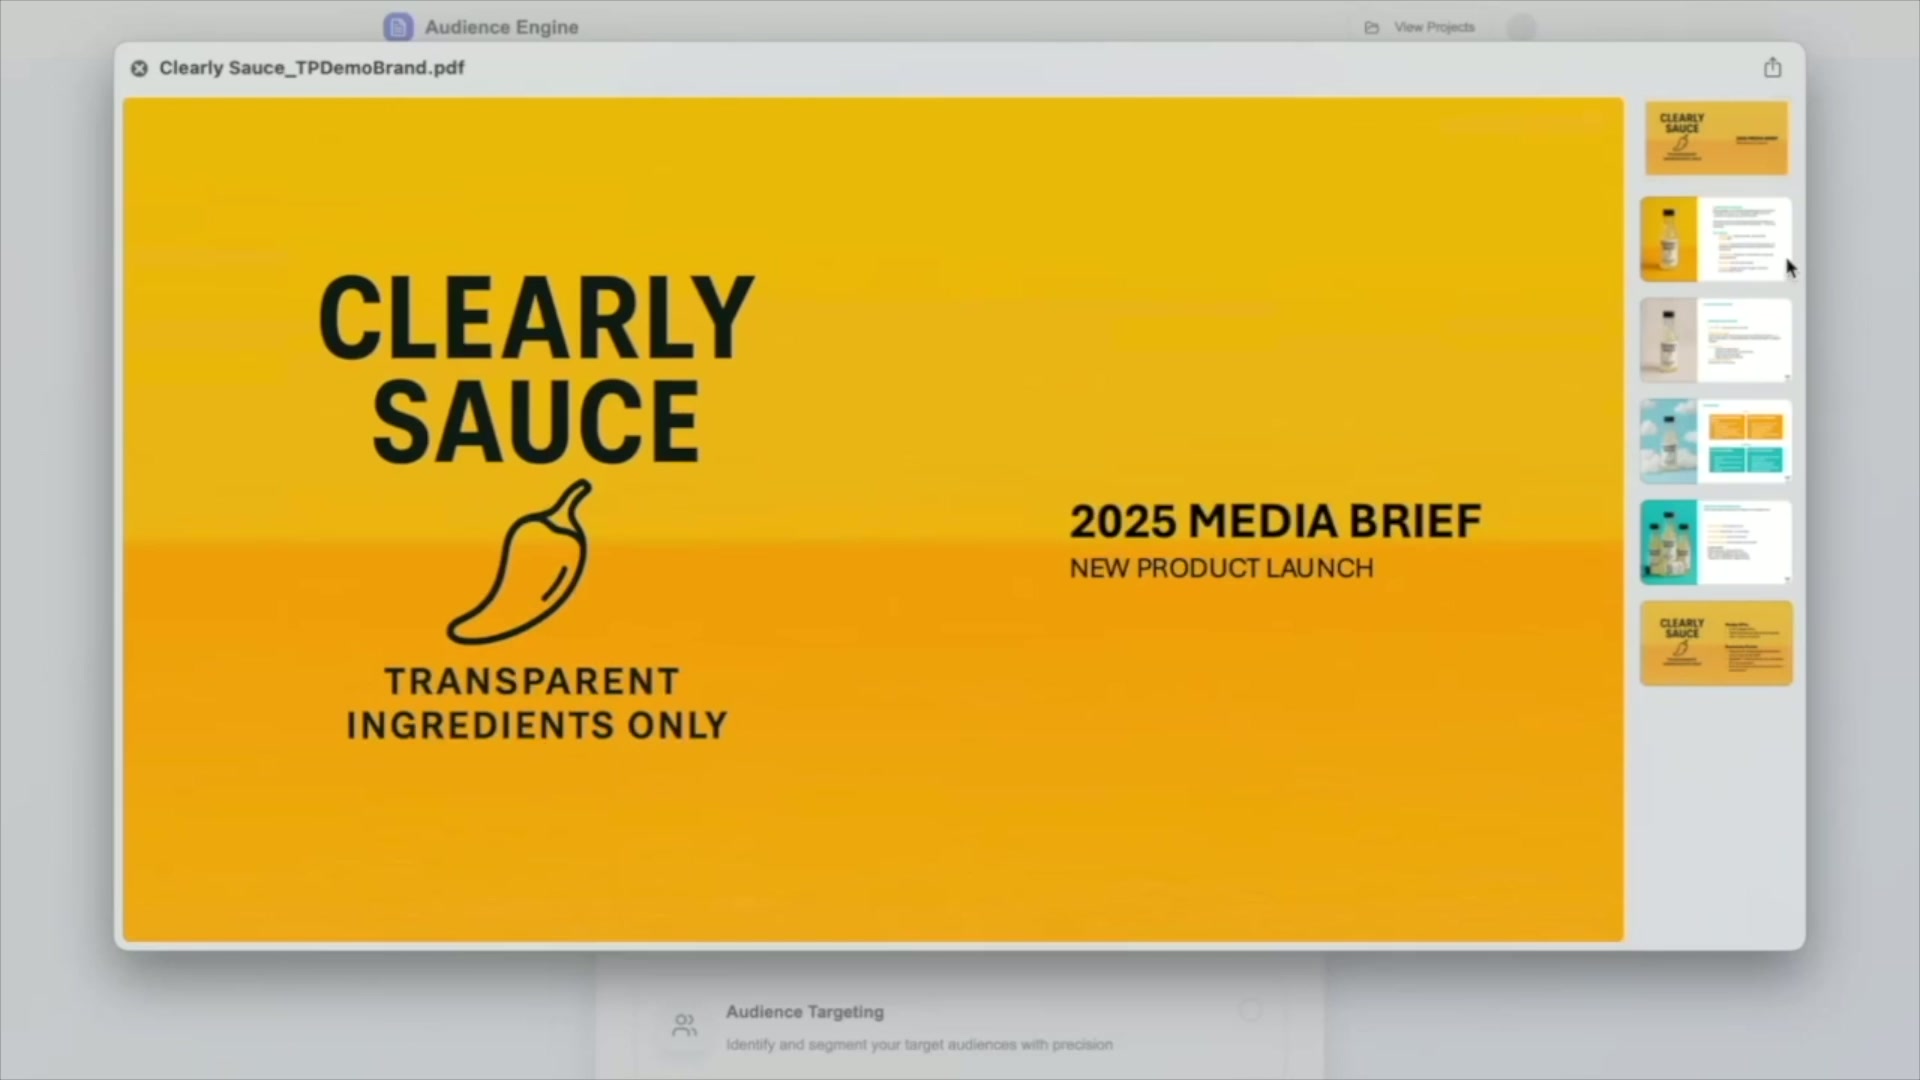 Audience Engine
View Projects
Clearly Sauce_TPDemoBrand.pdf
CLEARLY
SAUCE
TRANSPARENT
INGREDIENTS ONLY
2025 MEDIA BRIEF
NEW PRODUCT LAUNCH
CLEARLY
SAUCE
CLEARLY
SAUCE
Audience Targeting
Identify and segment your target audiences with precision